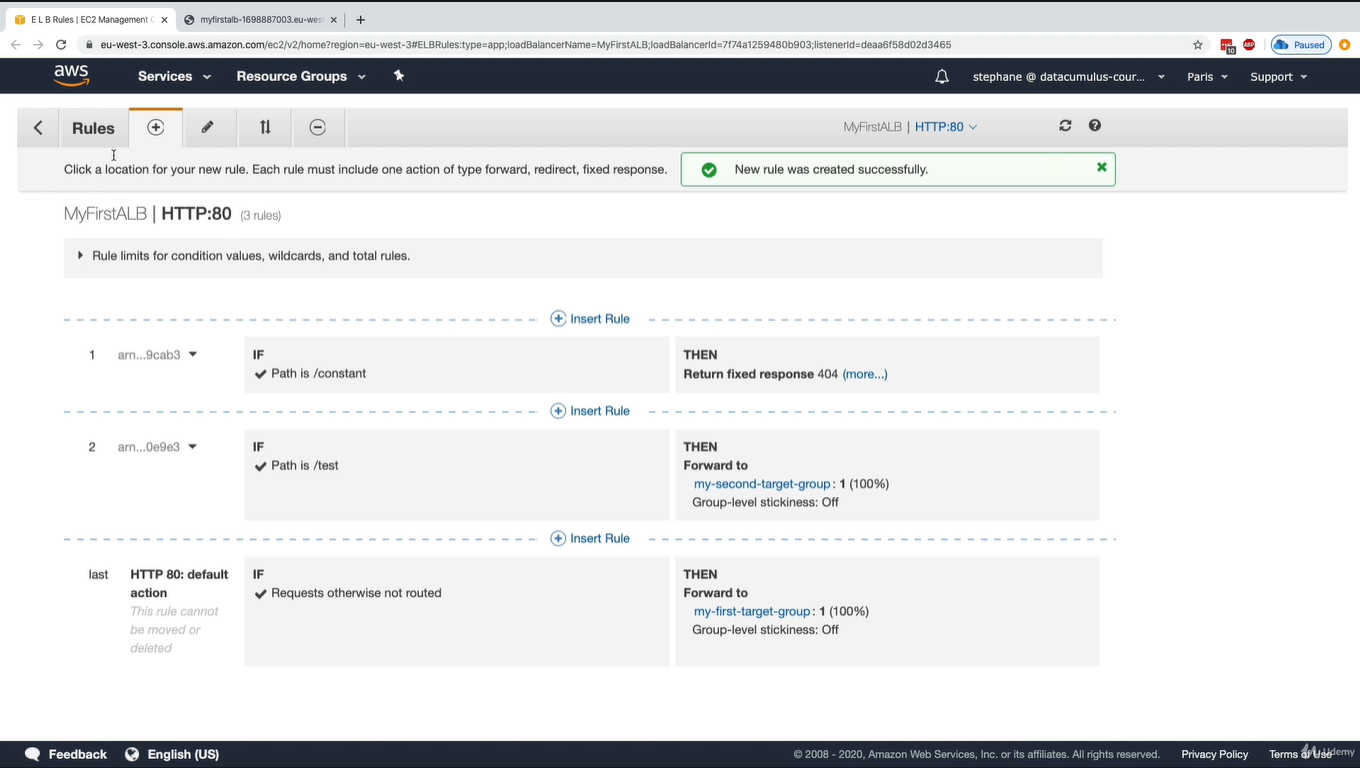 E L B Rules | EC2 Management C
myfirstalb-1698887003.eu-wes
eu-west-3.console.aws.amazon.com/ec2/v2/home?region=eu-west-3#ELBRules:type=app;loadBalancerName=MyFirstALB;loadBalancerId=7f74a1259480b903;listenerId=deaa6f58d02d3465
10
ABP
Paused
aws
Services
Resource Groups
stephane @ datacumulus-cour...
Paris
Support
Rules
MyFirstALB | HTTP:80
Click a location for your new rule. Each rule must include one action of type forward, redirect, fixed response.
New rule was created successfully.
MyFirstALB | HTTP:80 (3 rules)
Rule limits for condition values, wildcards, and total rules.
Insert Rule
1 arn...9cab3
IF
Path is /constant
THEN
Return fixed response 404 (more...)
Insert Rule
2 arn...0e9e3
IF
Path is /test
THEN
Forward to
my-second-target-group: 1 (100%)
Group-level stickiness: Off
Insert Rule
last
HTTP 80: default
action
This rule cannot
be moved or
deleted
IF
Requests otherwise not routed
THEN
Forward to
my-first-target-group: 1 (100%)
Group-level stickiness: Off
Feedback
English (US)
© 2008 - 2020, Amazon Web Services, Inc. or its affiliates. All rights reserved.
Privacy Policy
Terms of Use
Udemy